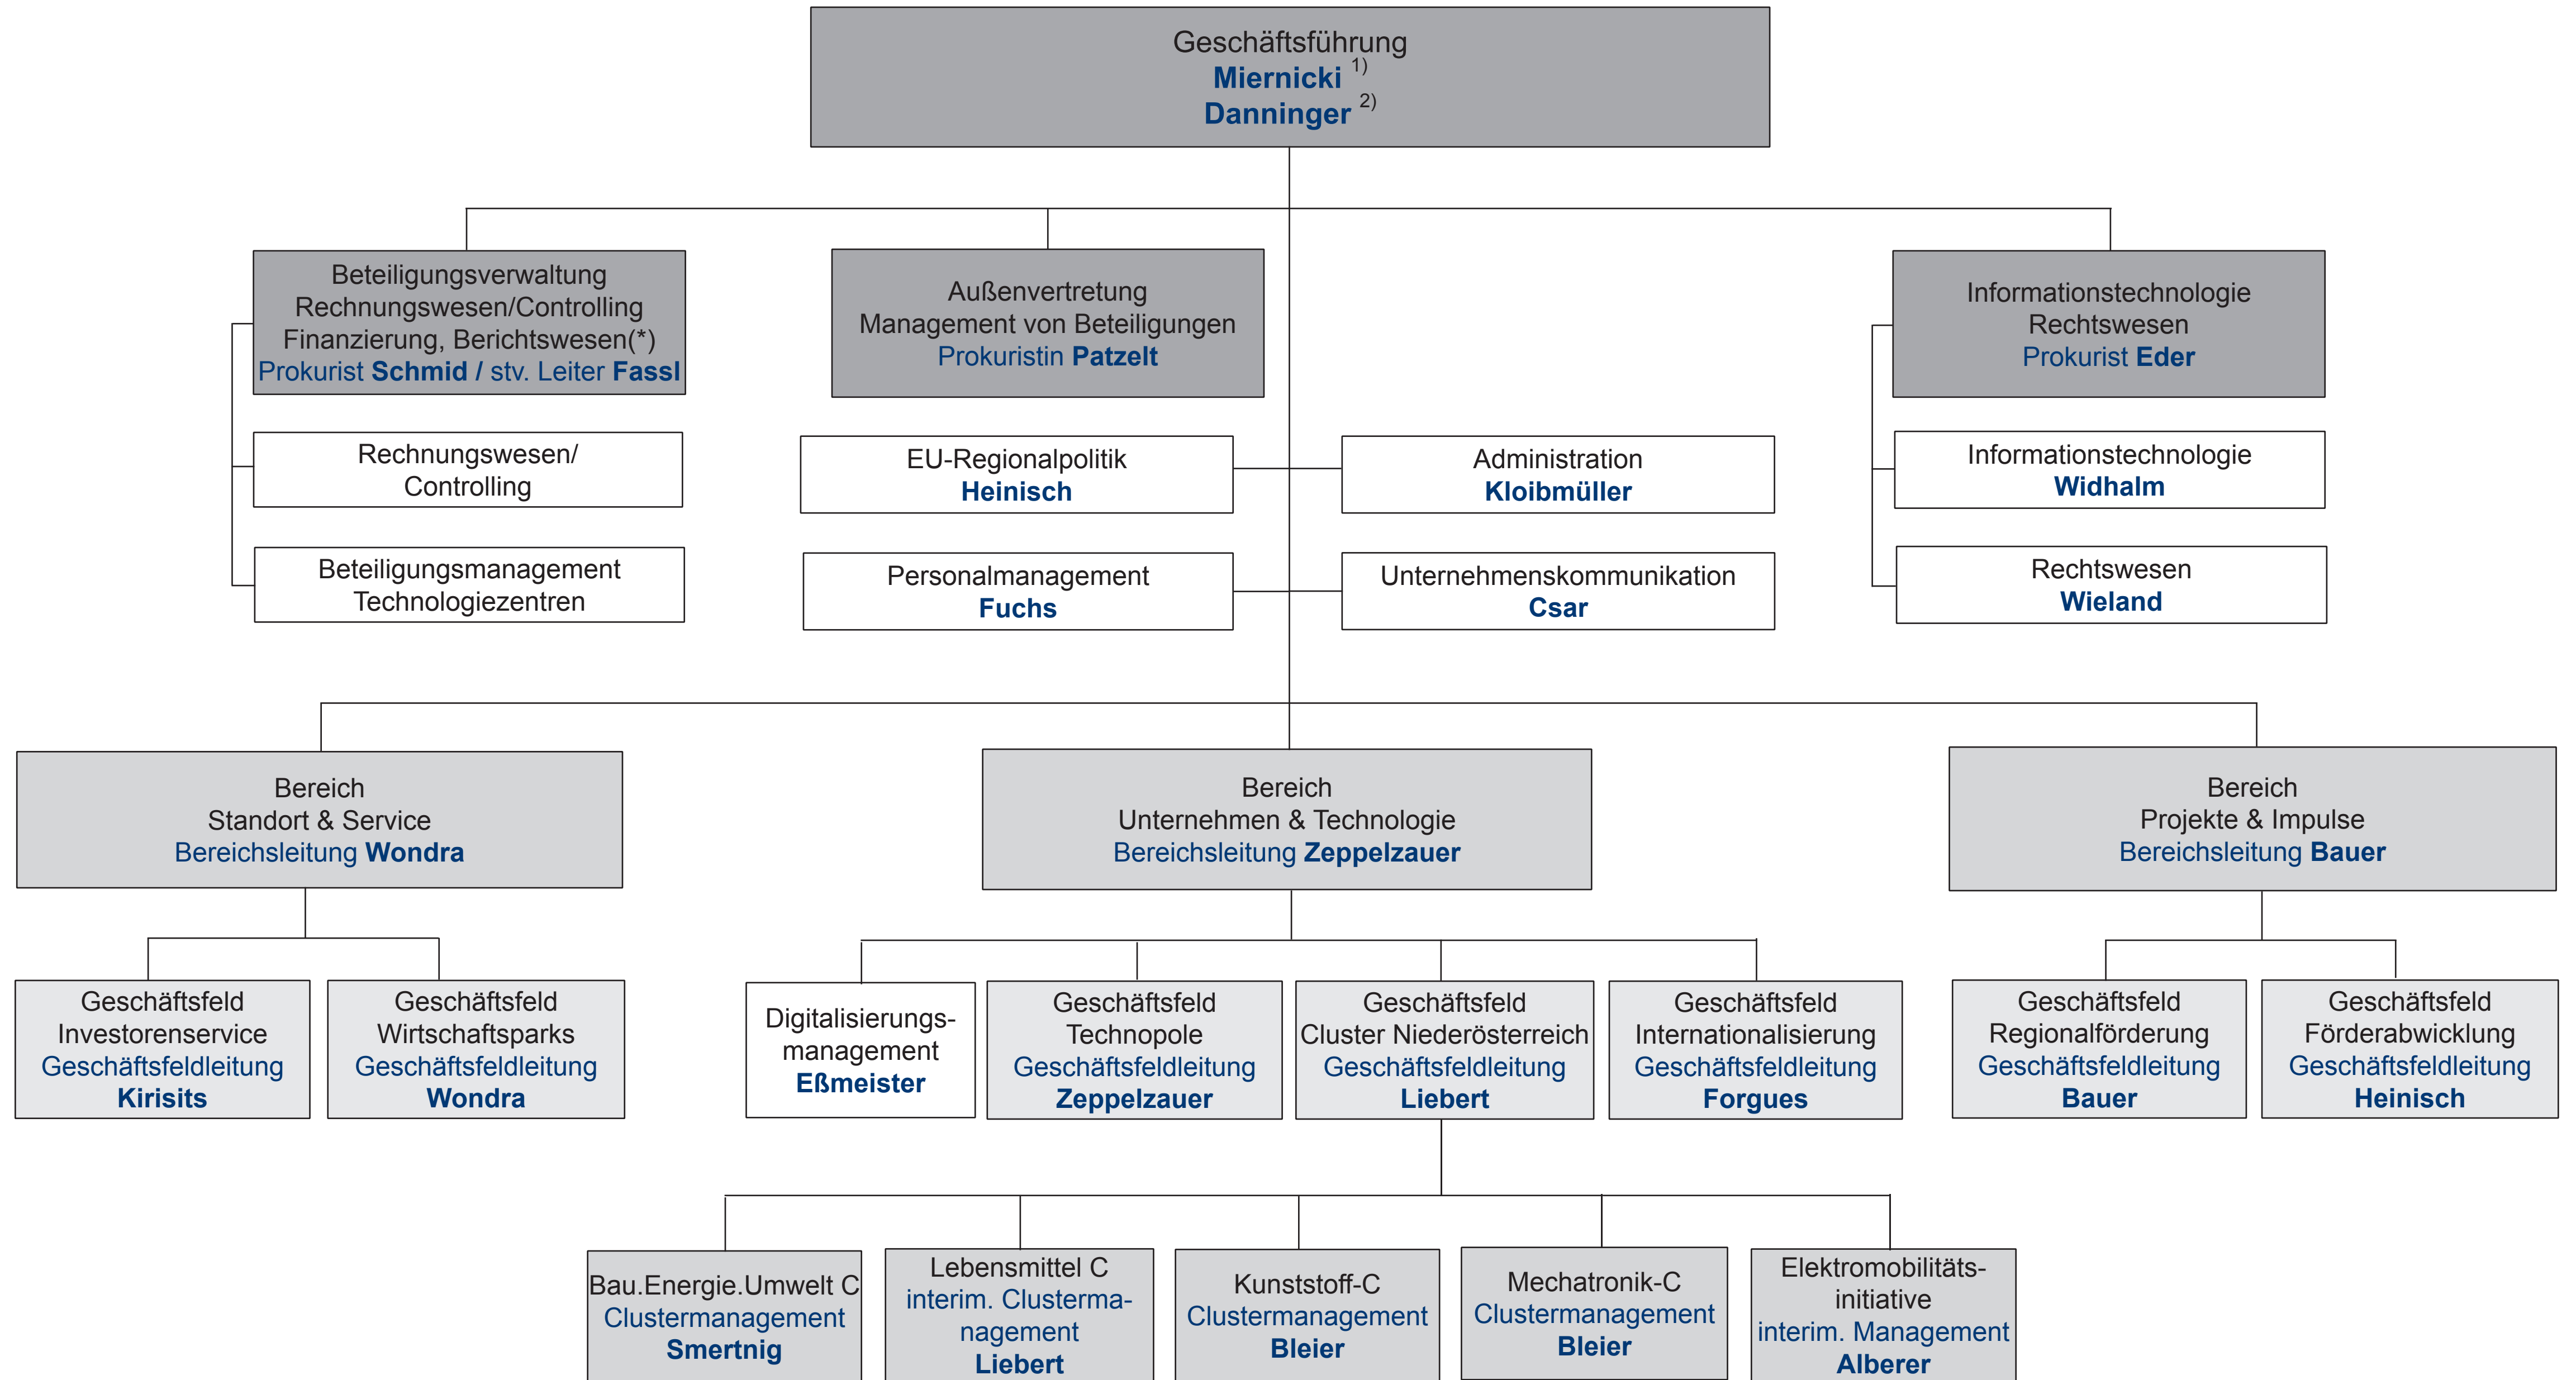 Geschäftsführung
Miernicki 1)
Danninger 2)
Beteiligungsverwaltung
Rechnungswesen/Controlling
Finanzierung, Berichtswesen(*)
Prokurist Schmid / stv. Leiter Fassl
Außenvertretung
Management von Beteiligungen
Prokuristin Patzelt
Informationstechnologie
Rechtswesen
Prokurist Eder
Rechnungswesen/
Controlling
EU-Regionalpolitik
Heinisch
Administration
Kloibmüller
Informationstechnologie
Widhalm
Beteiligungsmanagement
Technologiezentren
Personalmanagement
Fuchs
Unternehmenskommunikation
Csar
Rechtswesen
Wieland
Bereich
Standort & Service
Bereichsleitung Wondra
Bereich
Unternehmen & Technologie
Bereichsleitung Zeppelzauer
Bereich
Projekte & Impulse
Bereichsleitung Bauer
Geschäftsfeld
Investorenservice
Geschäftsfeldleitung
Kirisits
Geschäftsfeld
Wirtschaftsparks
Geschäftsfeldleitung
Wondra
Digitalisierungs-
management
Eßmeister
Geschäftsfeld
Technopole
Geschäftsfeldleitung
Zeppelzauer
Geschäftsfeld
Cluster Niederösterreich
Geschäftsfeldleitung
Liebert
Geschäftsfeld
Internationalisierung
Geschäftsfeldleitung
Forgues
Geschäftsfeld
Regionalförderung
Geschäftsfeldleitung
Bauer
Geschäftsfeld
Förderabwicklung
Geschäftsfeldleitung
Heinisch
Bau.Energie.Umwelt C
Clustermanagement
Smertnig
Lebensmittel C
interim. Clusterma-
nagement
Liebert
Kunststoff-C
Clustermanagement
Bleier
Mechatronik-C
Clustermanagement
Bleier
Elektromobilitäts-
initiative
interim. Management
Alberer